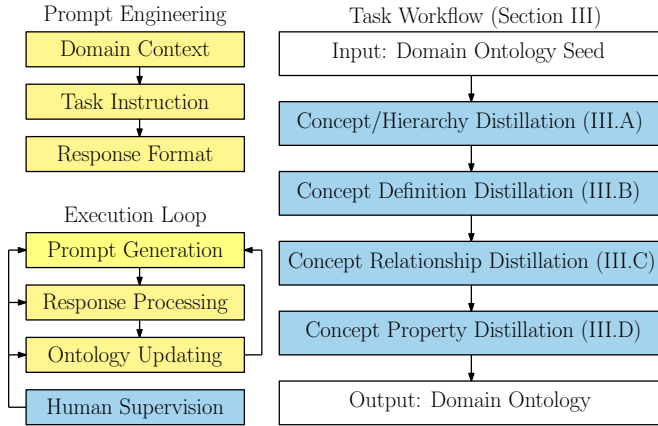 Prompt Engineering
Domain Context
Task Instruction
Response Format
Execution Loop
Prompt Generation
Response Processing
Ontology Updating
Human Supervision
Task Workflow (Section III)
Input: Domain Ontology Seed
Concept/Hierarchy Distillation (III.A)
Concept Definition Distillation (III.B)
Concept Relationship Distillation (III.C)
Concept Property Distillation (III.D)
Output: Domain Ontology